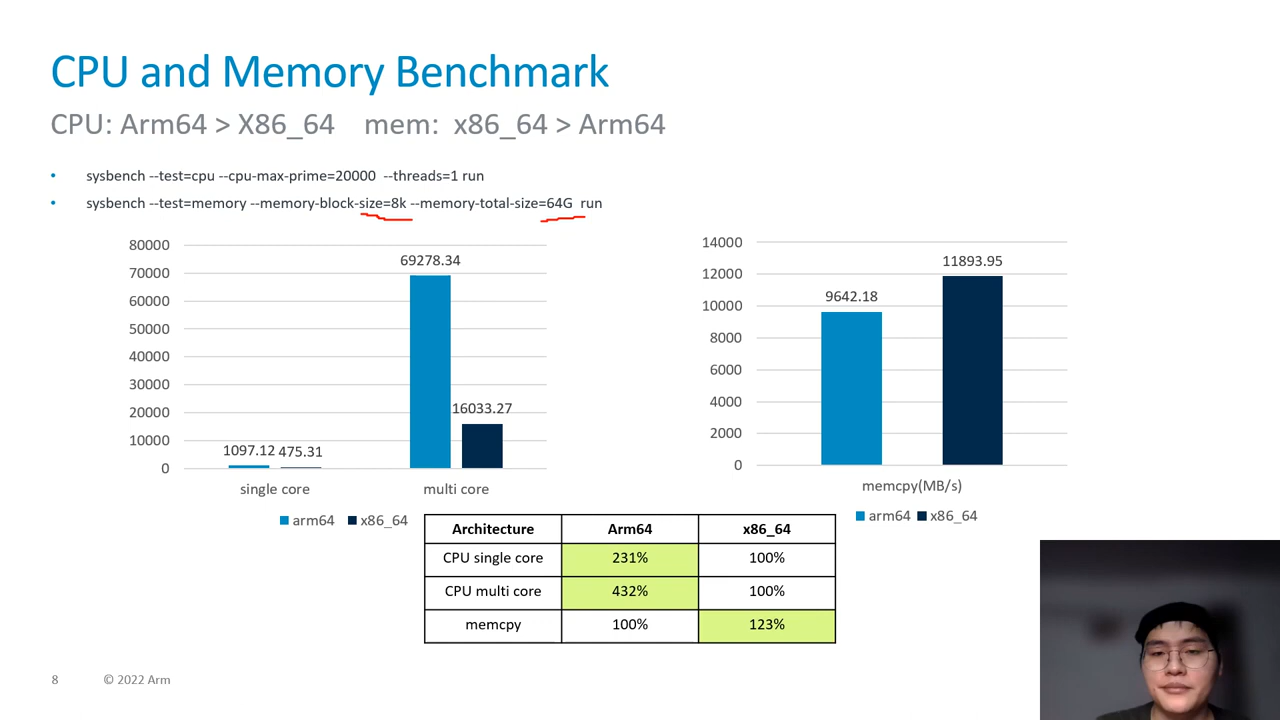 CPU and Memory Benchmark
CPU: Arm64 > X86_64 mem: x86_64 > Arm64
• sysbench --test=cpu --cpu-max-prime=20000 --threads=1 run
• sysbench --test=memory --memory-block-size=8k --memory-total-size=64G run
80000
70000
60000
50000
40000
30000
20000
10000
0
69278.34
16033.27
1097.12 475.31
single core multi core
arm64 x86_64
14000
12000
10000
8000
6000
4000
2000
0
11893.95
9642.18
memcpy(MB/s)
arm64 x86_64
Architecture Arm64 x86_64
CPU single core 231% 100%
CPU multi core 432% 100%
memcpy 100% 123%
8 © 2022 Arm